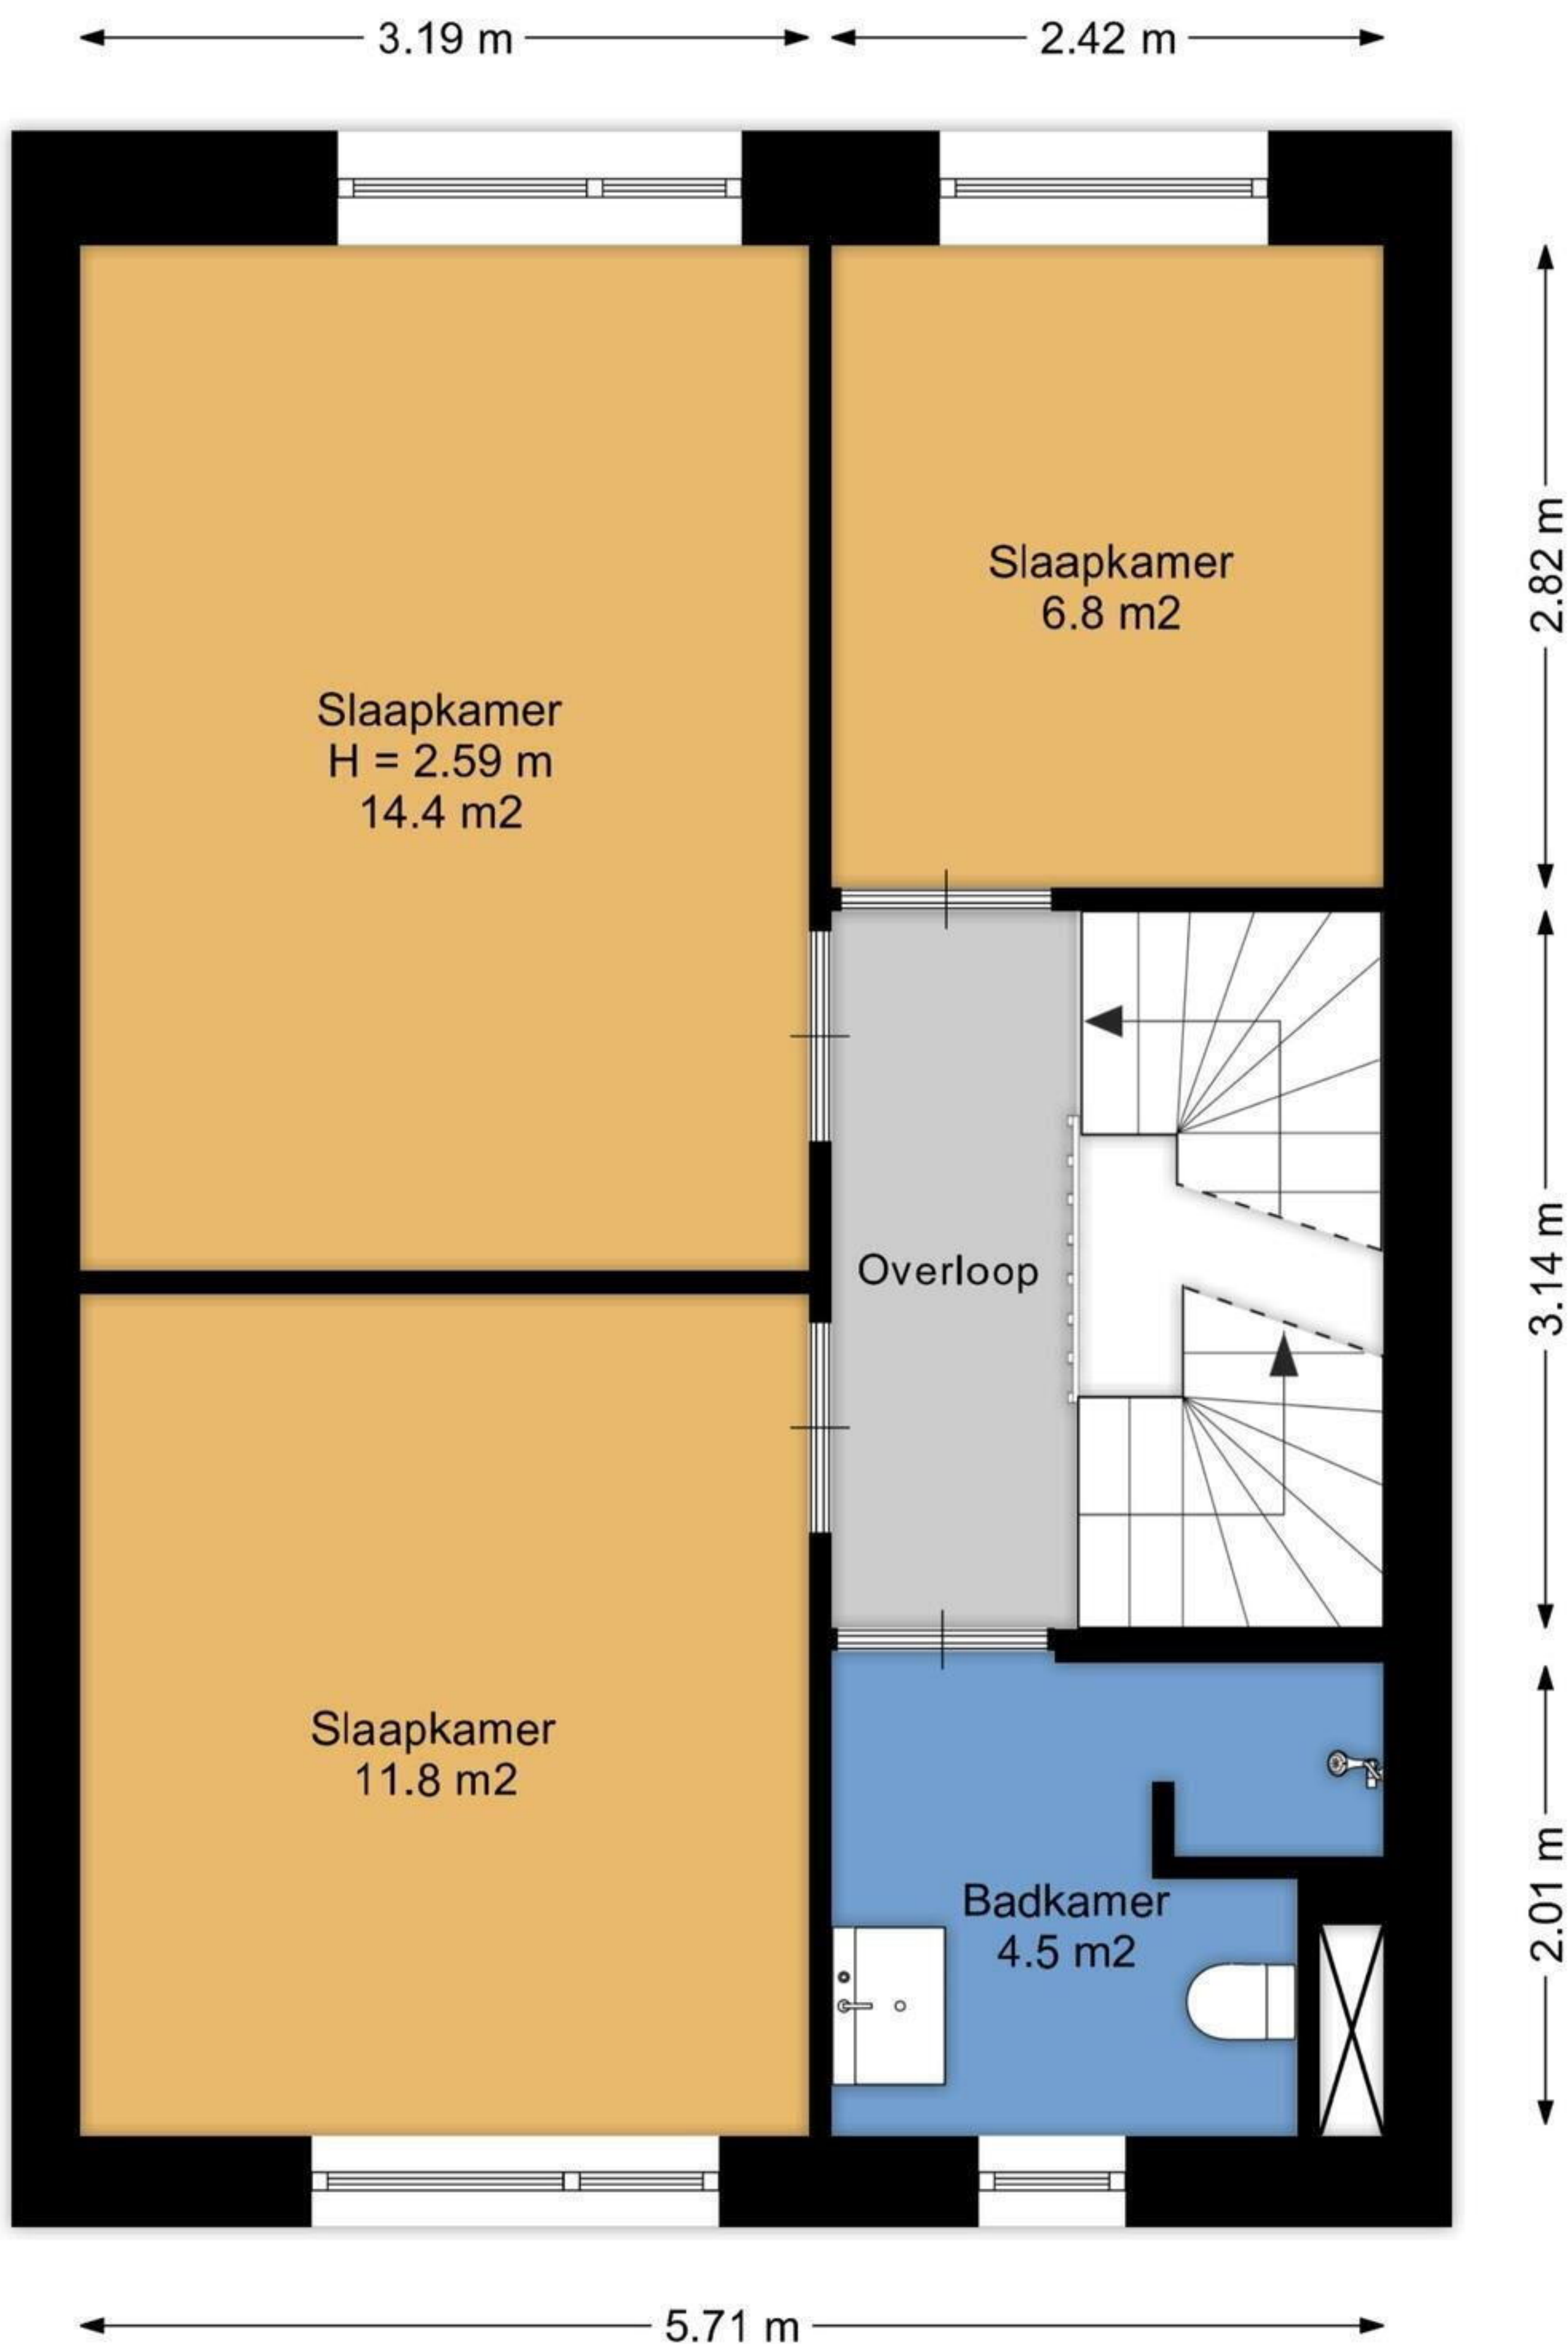 3.19 m
2.42 m
Slaapkamer
6.8 m2
2.82 m
Slaapkamer
H = 2.59 m
14.4 m2
Overloop
3.14 m
Slaapkamer
11.8 m2
Badkamer
4.5 m2
2.01 m
5.71 m